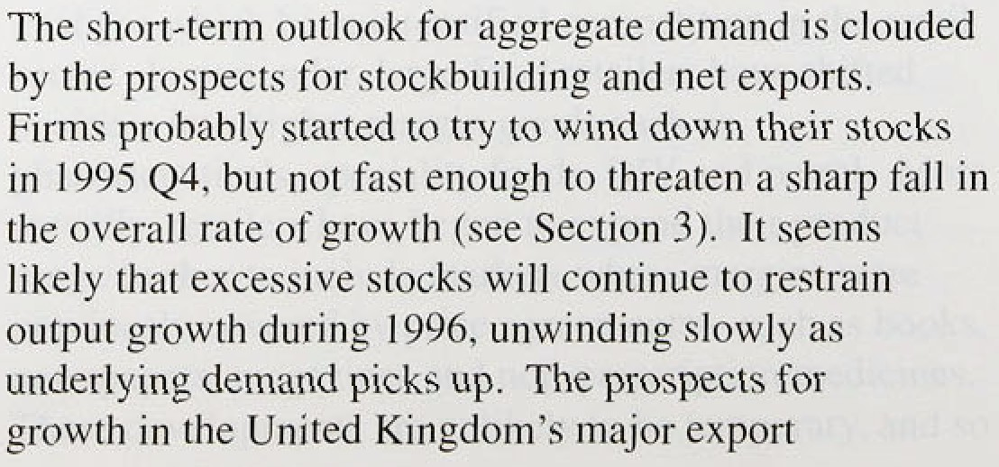 The short-term outlook for aggregate demand is clouded
by the prospects for stockbuilding and net exports.
Firms probably started to try to wind down their stocks
in 1995 Q4, but not fast enough to threaten a sharp fall in
the overall rate of growth (see Section 3). It seems
likely that excessive stocks will continue to restrain
output growth during 1996, unwinding slowly as
underlying demand picks up. The prospects for
growth in the United Kingdom's major export